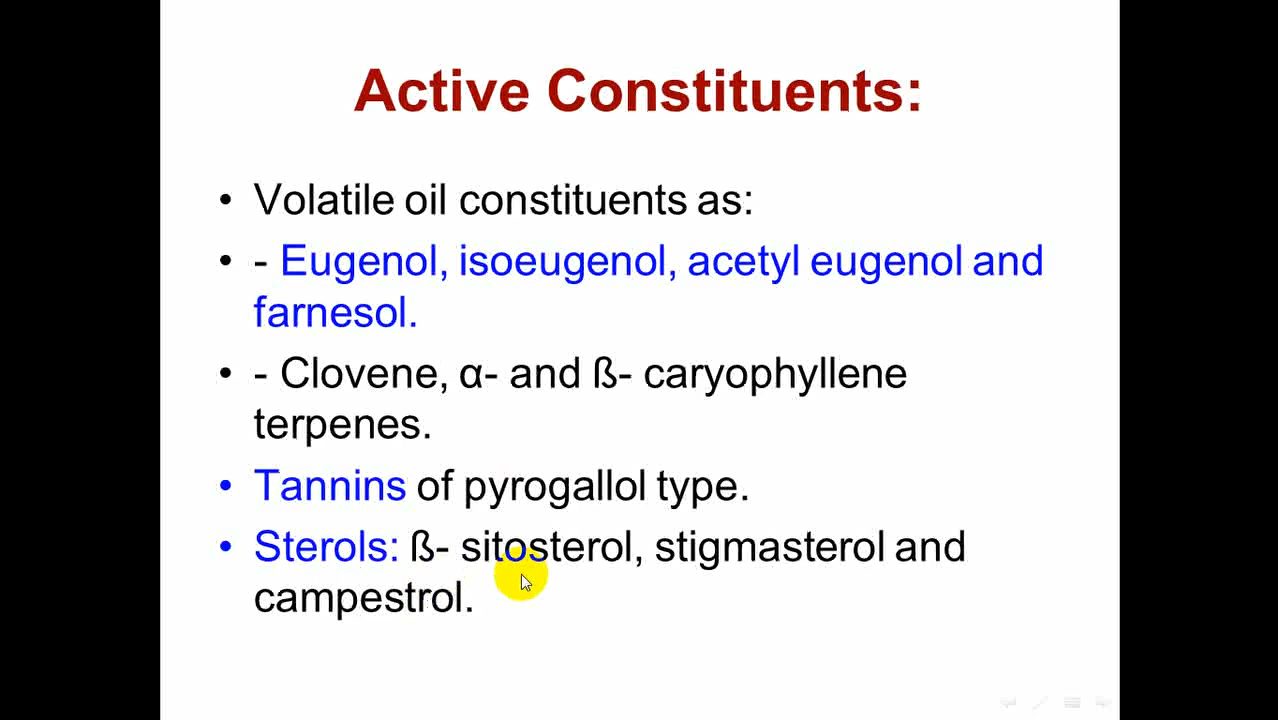 Active Constituents:
• Volatile oil constituents as:
• - Eugenol, isoeugenol, acetyl eugenol and
farnesol.
• - Clovene, α- and ß- caryophyllene
terpenes.
• Tannins of pyrogallol type.
• Sterols: ß- sitosterol, stigmasterol and
campestrol.